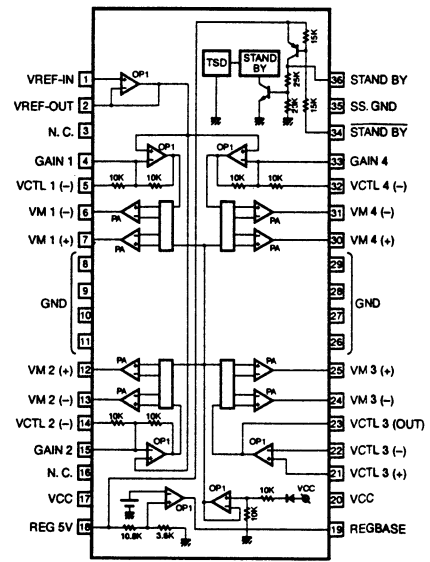 15K
TSD
STAND BY
25K
25K
15K
VREF-IN 1
OP1
36 STAND BY
VREF-OUT 2
35 SS. GND
N. C. 3
34 STAND BY
GAIN 1 4
OP1
OP1
33 GAIN 4
VCTL 1 (–) 5
10K
10K
10K
10K
32 VCTL 4 (–)
VM 1 (–) 6
PA
PA
31 VM 4 (–)
VM 1 (+) 7
PA
PA
30 VM 4 (+)
8
29
9
28
GND
GND
10
27
11
26
VM 2 (+) 12
PA
PA
25 VM 3 (+)
VM 2 (–) 13
PA
PA
24 VM 3 (–)
VCTL 2 (–) 14
10K
10K
23 VCTL 3 (OUT)
GAIN 2 15
OP1
OP1
22 VCTL 3 (–)
N. C. 16
21 VCTL 3 (+)
VCC 17
OP1
OP1
10K
10K
VCC
20 VCC
REG 5V 18
10.8K
3.6K
19 REGBASE